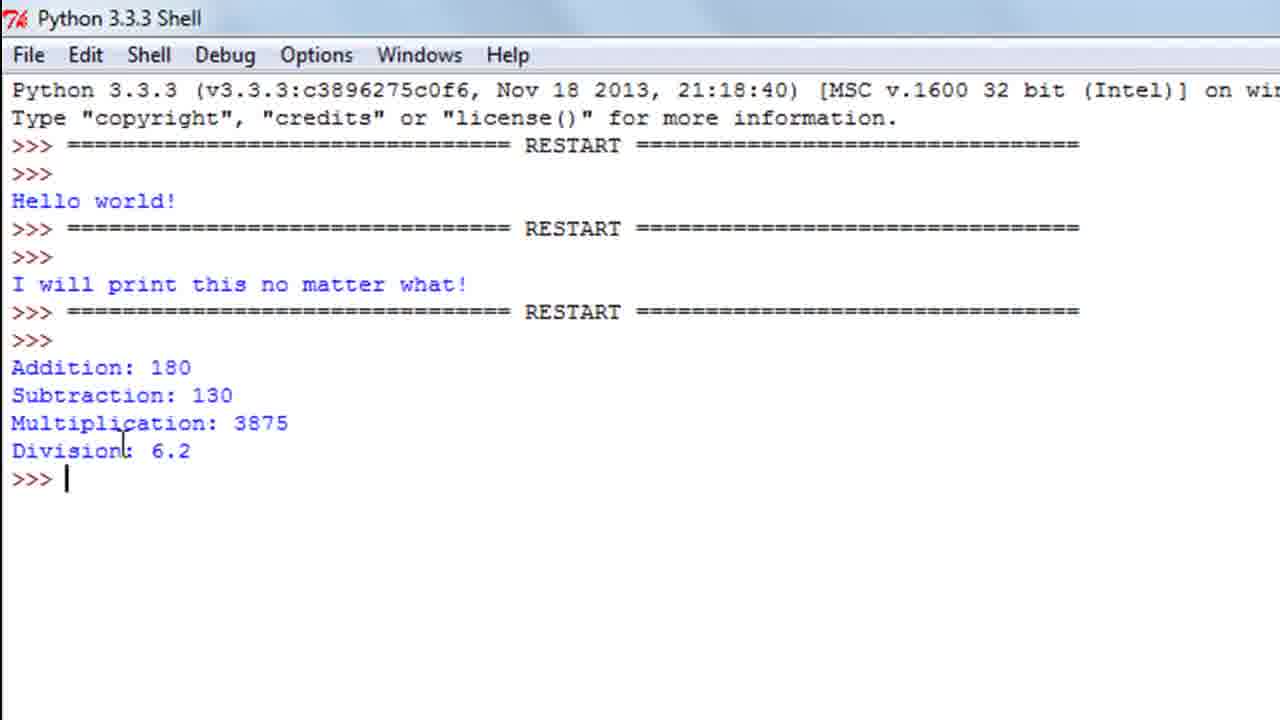 Python 3.3.3 Shell
File Edit Shell Debug Options Windows Help
Python 3.3.3 (v3.3.3:c3896275c0f6, Nov 18 2013, 21:18:40) [MSC v.1600 32 bit (Intel)] on
Type "copyright", "credits" or "license()" for more information.
>>> ================================ RESTART ================================
>>>
Hello world!
>>> ================================ RESTART ================================
>>>
I will print this no matter what!
>>> ================================ RESTART ================================
>>>
Addition: 180
Subtraction: 130
Multiplication: 3875
Division: 6.2
>>>